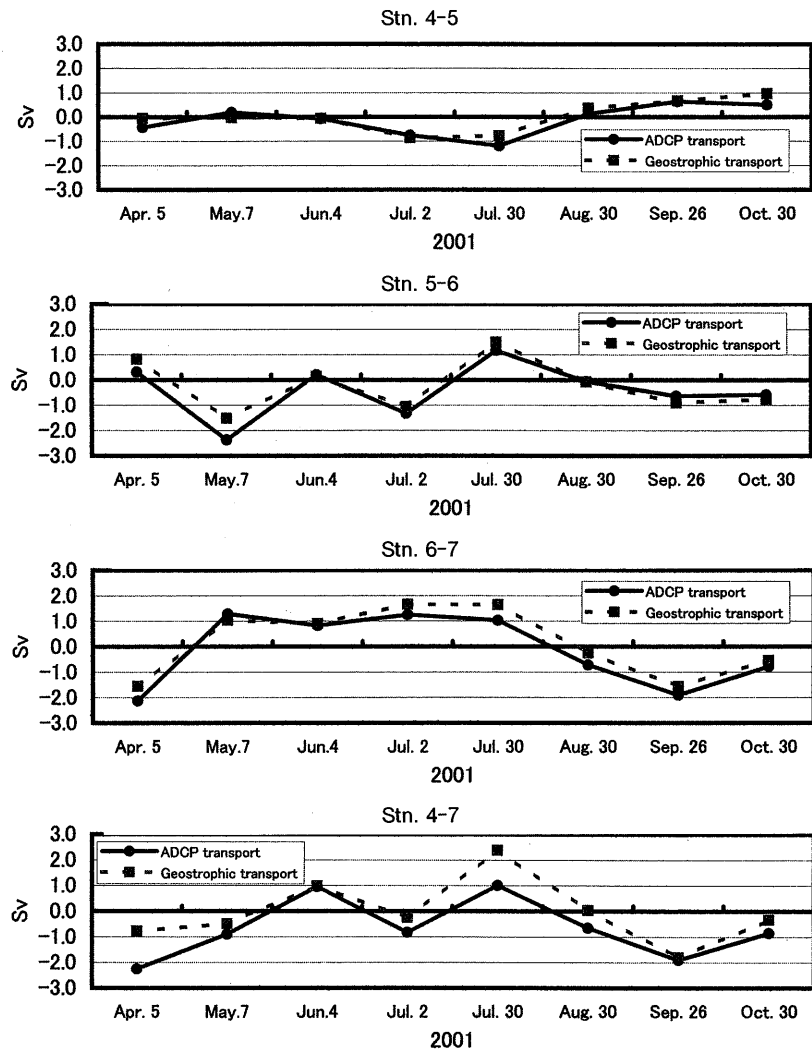 Stn. 4-5
3.0
2.0
1.0
0.0
-1.0
-2.0
-3.0
Sv
ADCP transport
Geostrophic transport
Apr. 5 May.7 Jun.4 Jul. 2 Jul. 30 Aug. 30 Sep. 26 Oct. 30
2001
Stn. 5-6
3.0
2.0
1.0
0.0
-1.0
-2.0
-3.0
Sv
ADCP transport
Geostrophic transport
Apr. 5 May.7 Jun.4 Jul. 2 Jul. 30 Aug. 30 Sep. 26 Oct. 30
2001
Stn. 6-7
3.0
2.0
1.0
0.0
-1.0
-2.0
-3.0
Sv
ADCP transport
Geostrophic transport
Apr. 5 May.7 Jun.4 Jul. 2 Jul. 30 Aug. 30 Sep. 26 Oct. 30
2001
Stn. 4-7
3.0
2.0
1.0
0.0
-1.0
-2.0
-3.0
Sv
ADCP transport
Geostrophic transport
Apr. 5 May.7 Jun.4 Jul. 2 Jul. 30 Aug. 30 Sep. 26 Oct. 30
2001